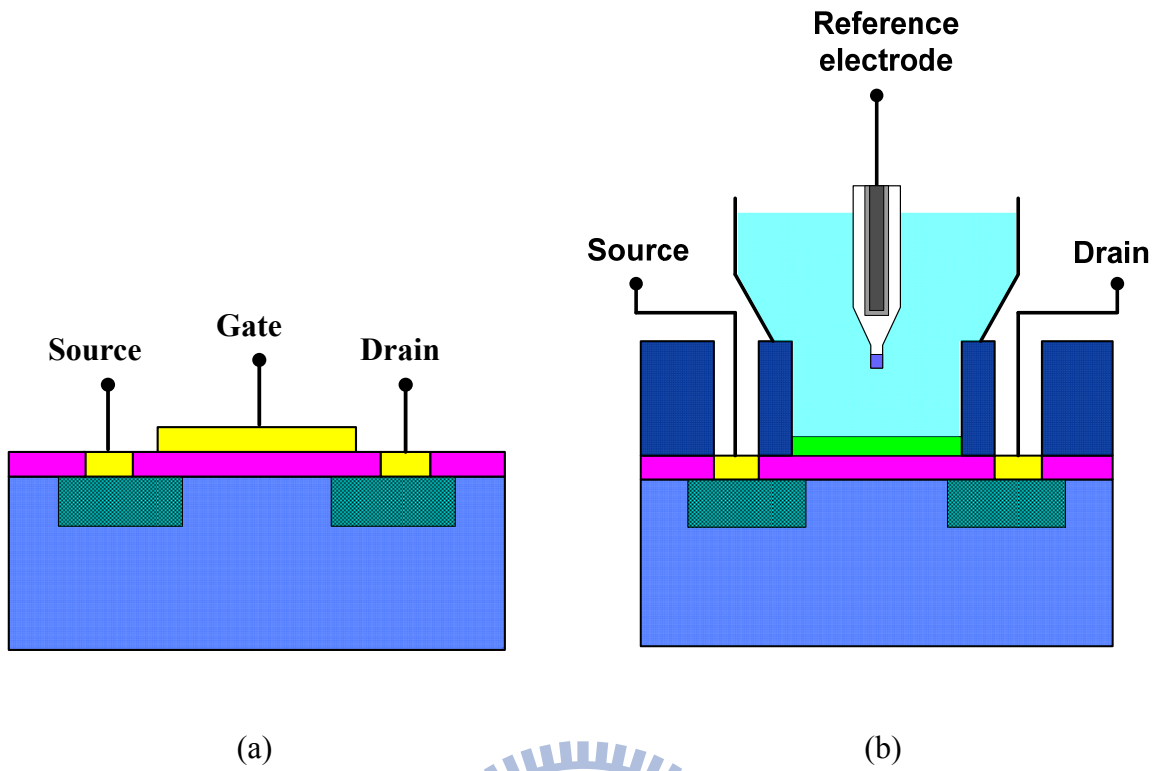 Reference
electrode
Source
Drain
Gate
Source
Drain
(a)
(b)